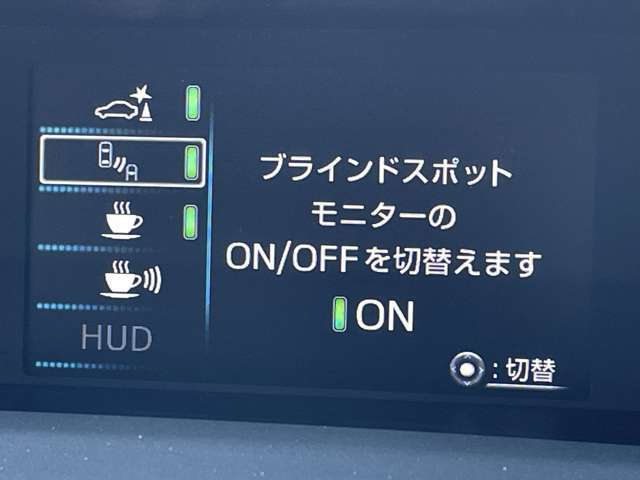 ブラインドスポット
モニターの
ON/OFFを切替えます
ON
HUD
:切替